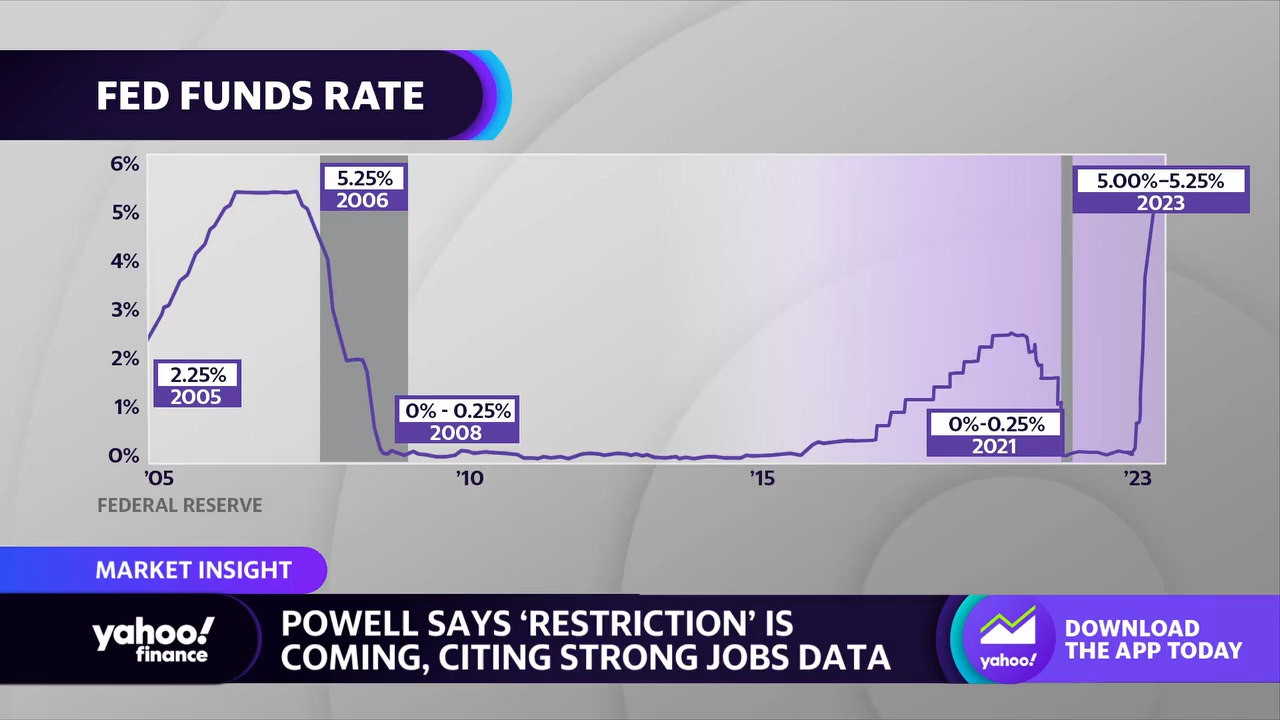 FED FUNDS RATE
6%
5%
4%
3%
2%
1%
0%
5.25%
2006
5.00%–5.25%
2023
2.25%
2005
0% - 0.25%
2008
0%-0.25%
2021
’05
’10
’15
’23
FEDERAL RESERVE
MARKET INSIGHT
yahoo!
finance
POWELL SAYS ‘RESTRICTION’ IS
COMING, CITING STRONG JOBS DATA
yahoo!
DOWNLOAD
THE APP TODAY